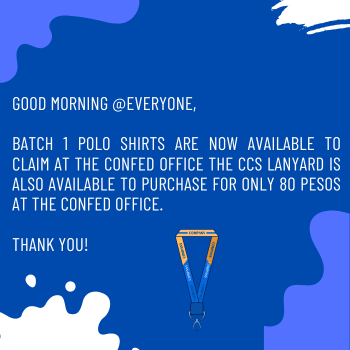 GOOD MORNING @EVERYONE,
BATCH 1 POLO SHIRTS ARE NOW AVAILABLE TO
CLAIM AT THE CONFED OFFICE THE CCS LANYARD IS
ALSO AVAILABLE TO PURCHASE FOR ONLY 80 PESOS
AT THE CONFED OFFICE.
THANK YOU!